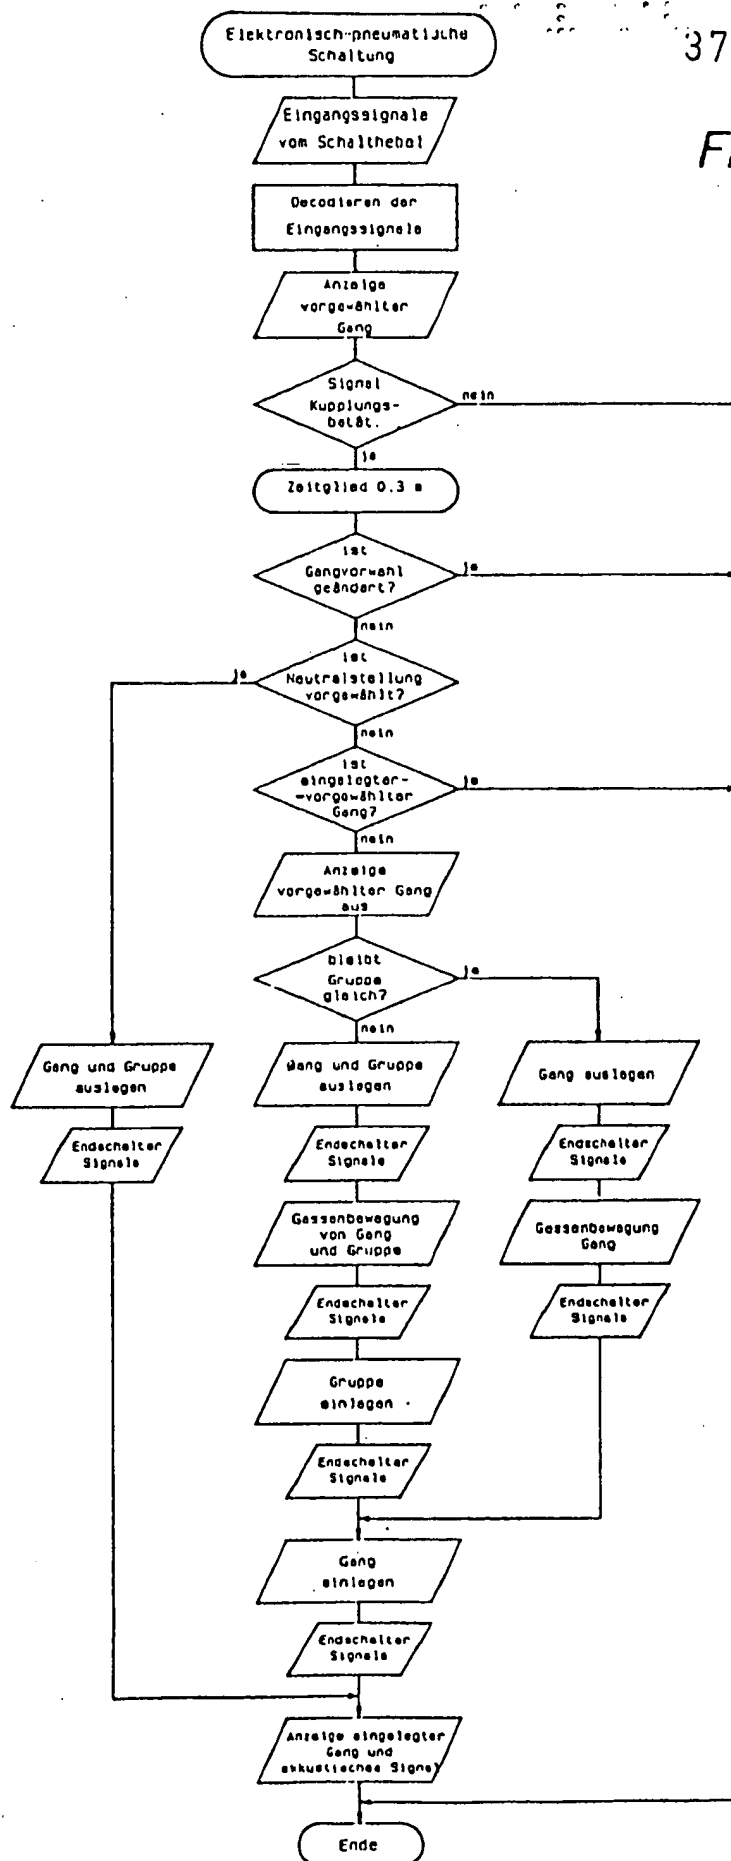 Elektronisch-pneumatische
Schaltung
37
Eingangssignale
vom Schalthebel
Decodieren der
Eingangssignale
Anzeige
vorgewählter
Gang
Signal
Kupplungs-
betät.
nein
ja
Zeitglied 0.3 s
ist
Gangvorwahl
geändert?
ja
nein
ist
Neutralstellung
vorgewählt?
ja
nein
ist
eingelegter-
-vorgewählter
Gang?
ja
nein
Anzeige
vorgewählter Gang
aus
bleibt
Gruppe
gleich?
ja
nein
Gang und Gruppe
auslegen
Gang und Gruppe
auslegen
Gang auslegen
Endschalter
Signale
Endschalter
Signale
Endschalter
Signale
Gassenbewegung
von Gang
und Gruppe
Gassenbewegung
Gang
Endschalter
Signale
Endschalter
Signale
Gruppe
einlegen
Endschalter
Signale
Gang
einlegen
Endschalter
Signale
Anzeige eingelegter
Gang und
akkustisches Signal
Ende